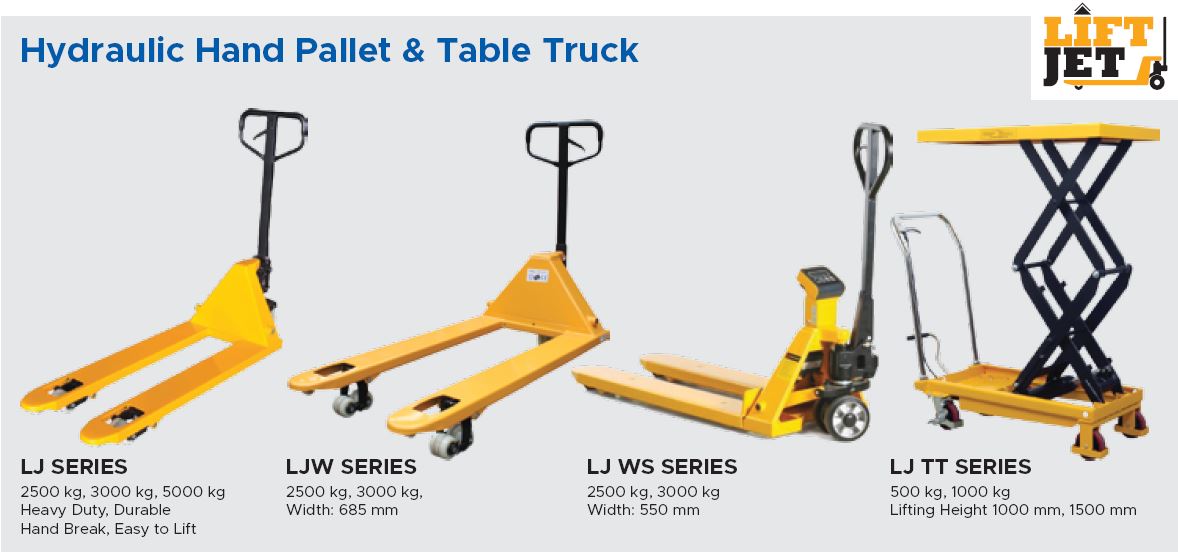 Hydraulic Hand Pallet & Table Truck
LIFT
JET
LJ SERIES
2500 kg, 3000 kg, 5000 kg
Heavy Duty, Durable
Hand Break, Easy to Lift
LJW SERIES
2500 kg, 3000 kg,
Width: 685 mm
LJ WS SERIES
2500 kg, 3000 kg
Width: 550 mm
LJ TT SERIES
500 kg, 1000 kg
Lifting Height 1000 mm, 1500 mm